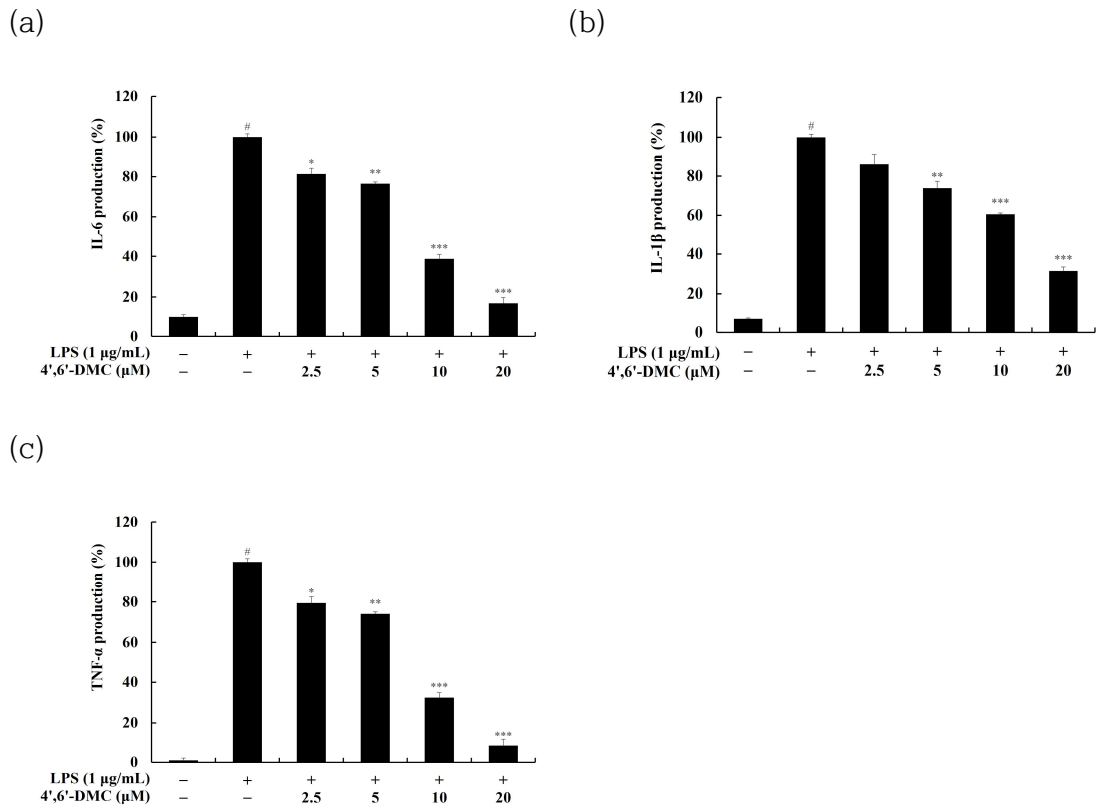 (a)
IL-6 production (%)
120
100
80
60
40
20
0
#
*
**
***
***
LPS (1 μg/mL) – + + + + +
4',6'-DMC (μM) – – 2.5 5 10 20
(b)
IL-1β production (%)
120
100
80
60
40
20
0
#
**
***
***
LPS (1 μg/mL) – + + + + +
4',6'-DMC (μM) – – 2.5 5 10 20
(c)
TNF-α production (%)
120
100
80
60
40
20
0
#
*
**
***
***
LPS (1 μg/mL) – + + + + +
4',6'-DMC (μM) – – 2.5 5 10 20